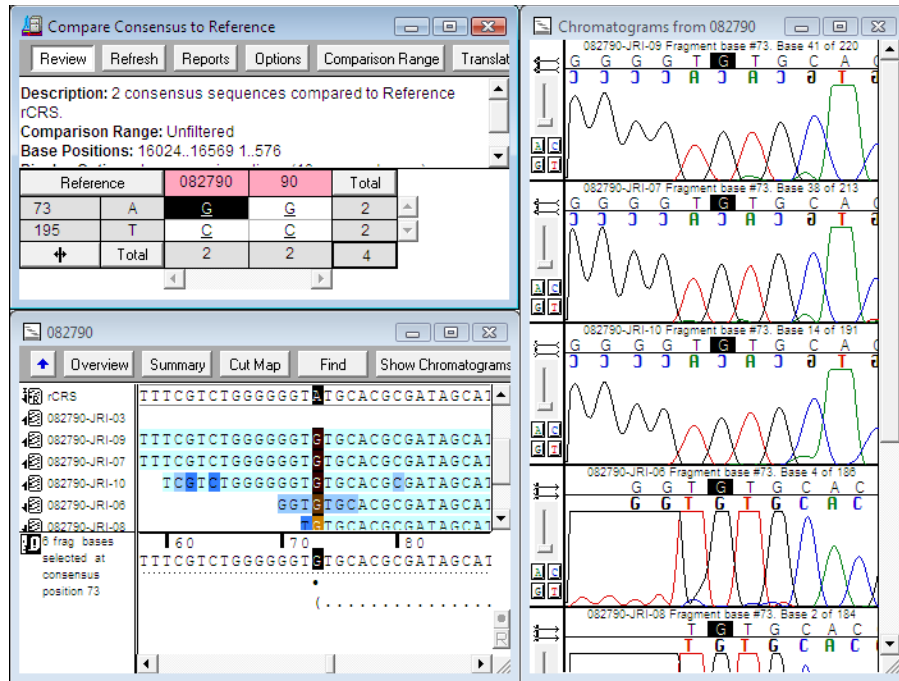 Compare Consensus to Reference
Review Refresh Reports Options Comparison Range Translat
Description: 2 consensus sequences compared to Reference
rCRS.
Comparison Range: Unfiltered
Base Positions: 16024..16569 1..576
Reference 082790 90 Total
73 A G G 2
195 T C C 2
Total 2 2 4
082790
Overview Summary Cut Map Find Show Chromatograms
rCRS TTTCGTCTGGGGGGTATGCACGCGATAGCAT
082790-JRI-03
082790-JRI-09 TTTCGTCTGGGGGGTGTGCACGCGATAGCAT
082790-JRI-07 TTTCGTCTGGGGGGTGTGCACGCGATAGCAT
082790-JRI-10 TCGTCTGGGGGGTGTGCACGCGATAGCAT
082790-JRI-06 GGTGTGCACGCGATAGCAT
082790-JRI-08 TGTGCACGCGATAGCAT
6 frag bases
selected at
consensus
position 73
60 70 80
TTTCGTCTGGGGGGTGTGCACGCGATAGCAT
R
Chromatograms from 082790
082790-JRI-09 Fragment base #73. Base 41 of 220
G G G G T G T G C A C
A C
G T
082790-JRI-07 Fragment base #73. Base 38 of 213
G G G G T G T G C A C
A C
G T
082790-JRI-10 Fragment base #73. Base 14 of 191
G G G G T G T G C A C
A C
G T
082790-JRI-06 Fragment base #73. Base 4 of 186
G G T G T G C A C
G G T G T G C A C
A C
G T
082790-JRI-08 Fragment base #73. Base 2 of 184
T G T G C A C
T G T G C A C